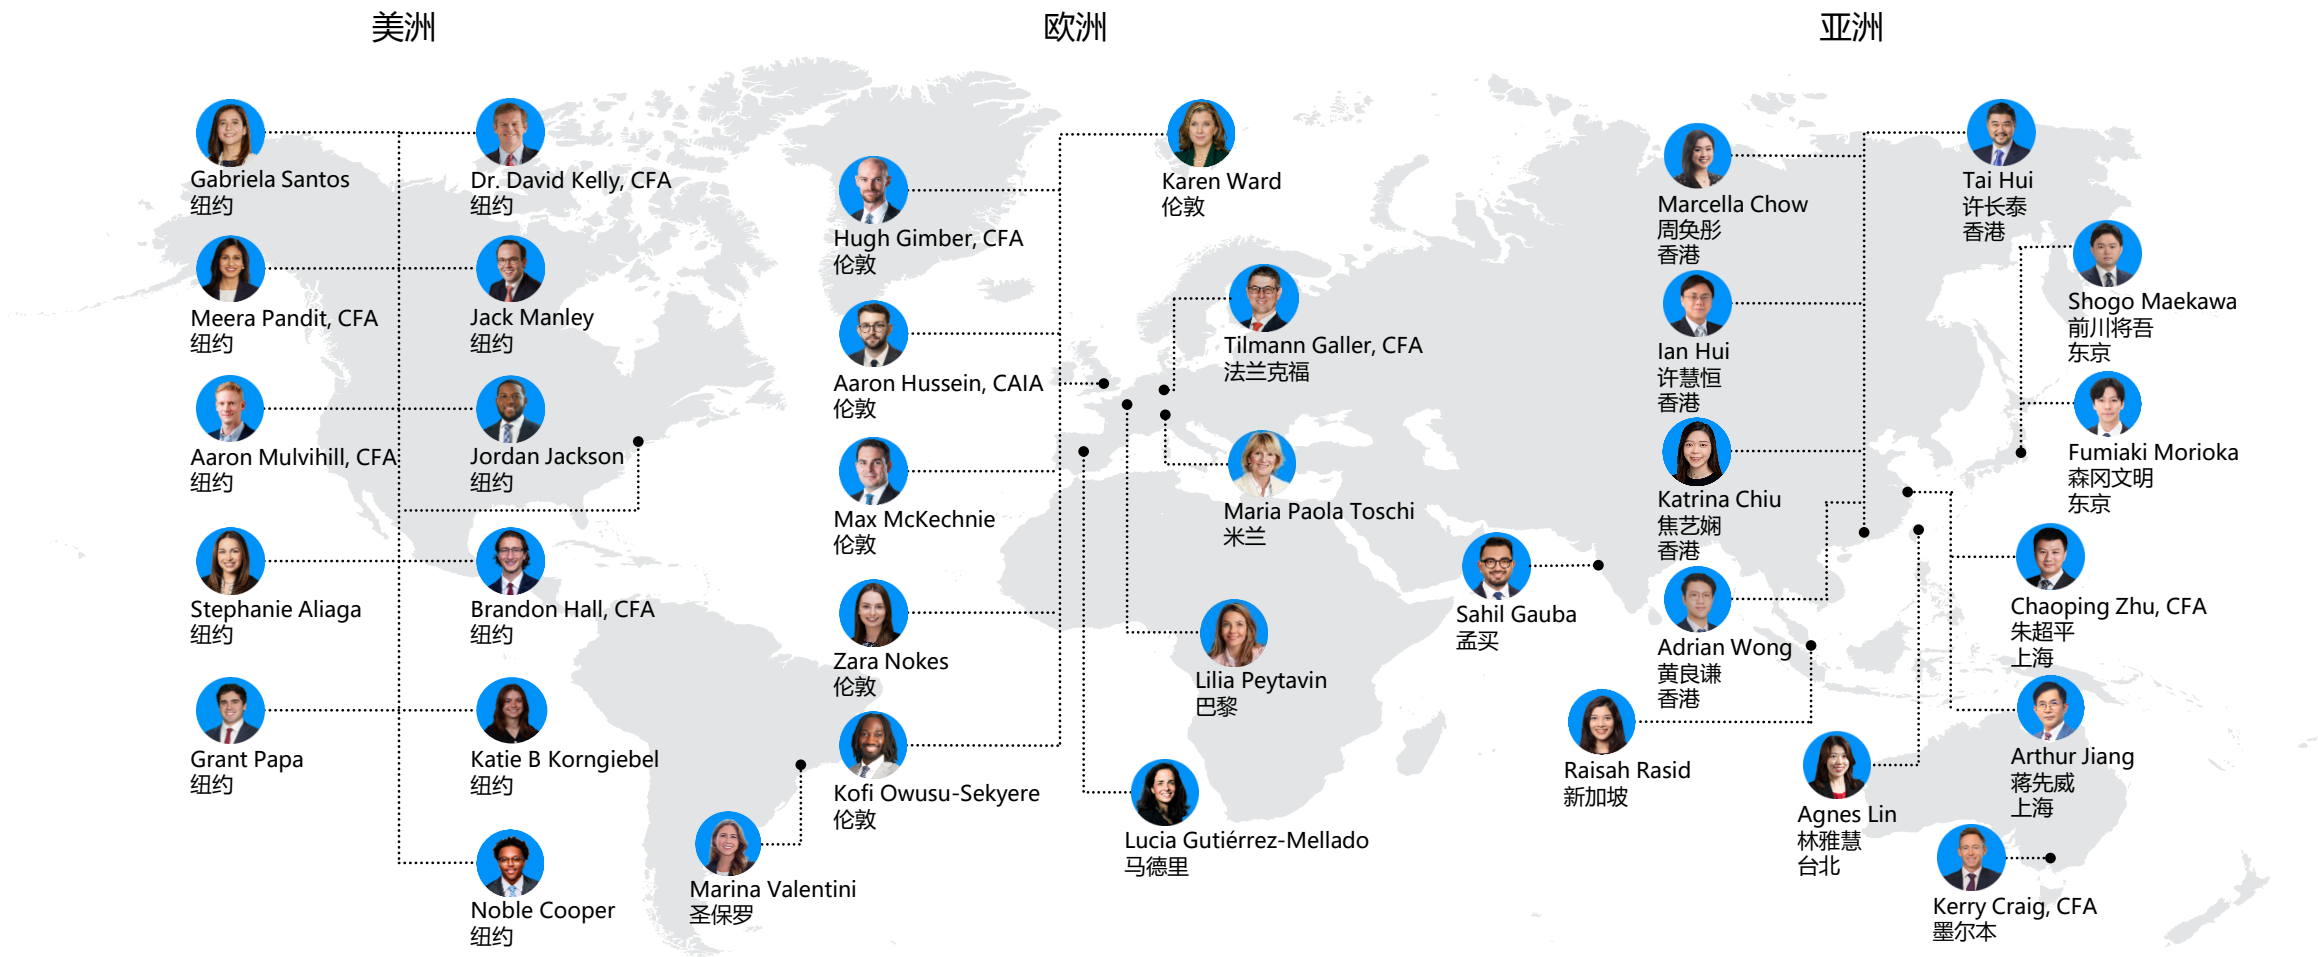 美洲
欧洲
亚洲
Gabriela Santos
纽约
Dr. David Kelly, CFA
纽约
Meera Pandit, CFA
纽约
Jack Manley
纽约
Aaron Mulvihill, CFA
纽约
Jordan Jackson
纽约
Stephanie Aliaga
纽约
Brandon Hall, CFA
纽约
Grant Papa
纽约
Katie B Korngiebel
纽约
Noble Cooper
纽约
Marina Valentini
圣保罗
Karen Ward
伦敦
Hugh Gimber, CFA
伦敦
Aaron Hussein, CAIA
伦敦
Max McKechnie
伦敦
Zara Nokes
伦敦
Kofi Owusu-Sekyere
伦敦
Tilmann Galler, CFA
法兰克福
Maria Paola Toschi
米兰
Lilia Peytavin
巴黎
Lucia Gutiérrez-Mellado
马德里
Tai Hui
许长泰
香港
Marcella Chow
周奂彤
香港
Ian Hui
许慧恒
香港
Katrina Chiu
焦艺娴
香港
Adrian Wong
黄良谦
香港
Shogo Maekawa
前川将吾
东京
Fumiaki Morioka
森冈文明
东京
Sahil Gauba
孟买
Chaoping Zhu, CFA
朱超平
上海
Arthur Jiang
蒋先威
上海
Raisah Rasid
新加坡
Agnes Lin
林雅慧
台北
Kerry Craig, CFA
墨尔本